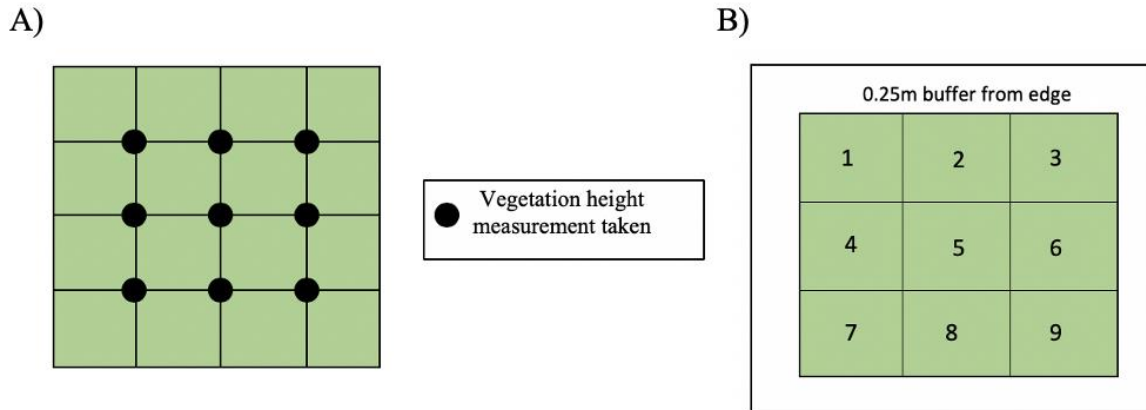 A)
B)
Vegetation height
measurement taken
0.25m buffer from edge
1 2 3
4 5 6
7 8 9